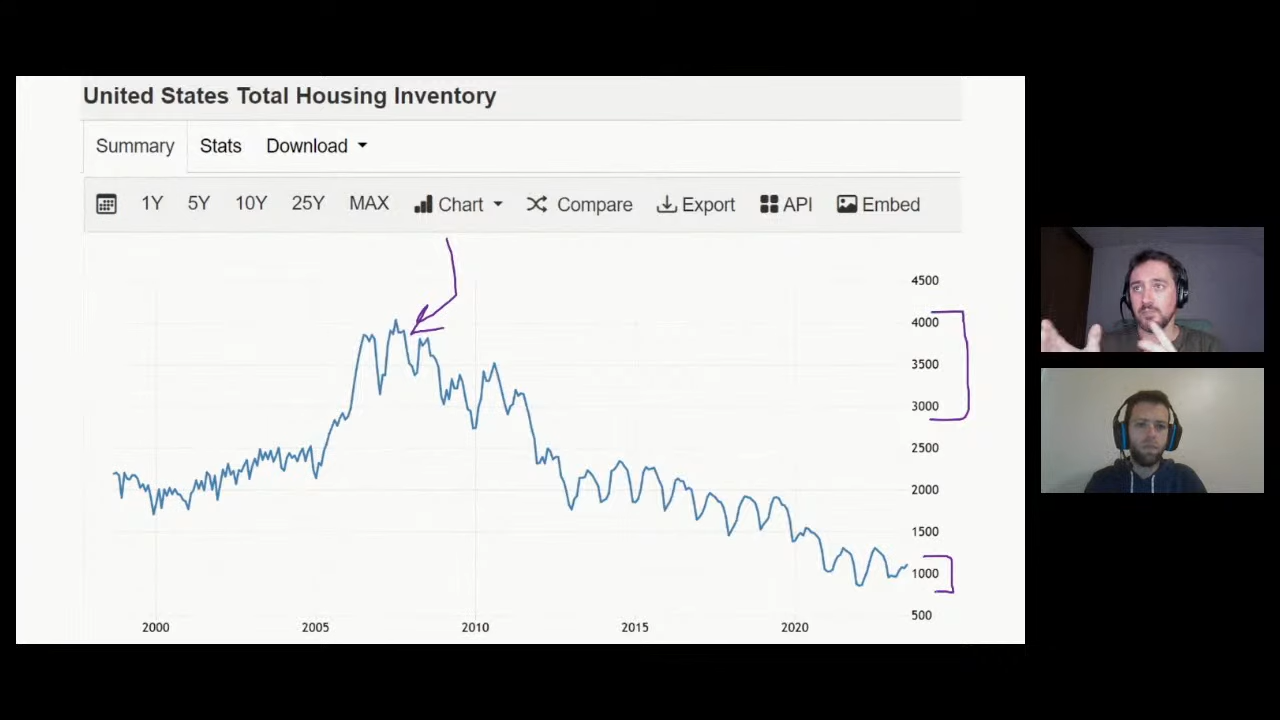 United States Total Housing Inventory
Summary Stats Download
1Y 5Y 10Y 25Y MAX Chart Compare Export API Embed
4500
4000
3500
3000
2500
2000
1500
1000
500
2000 2005 2010 2015 2020